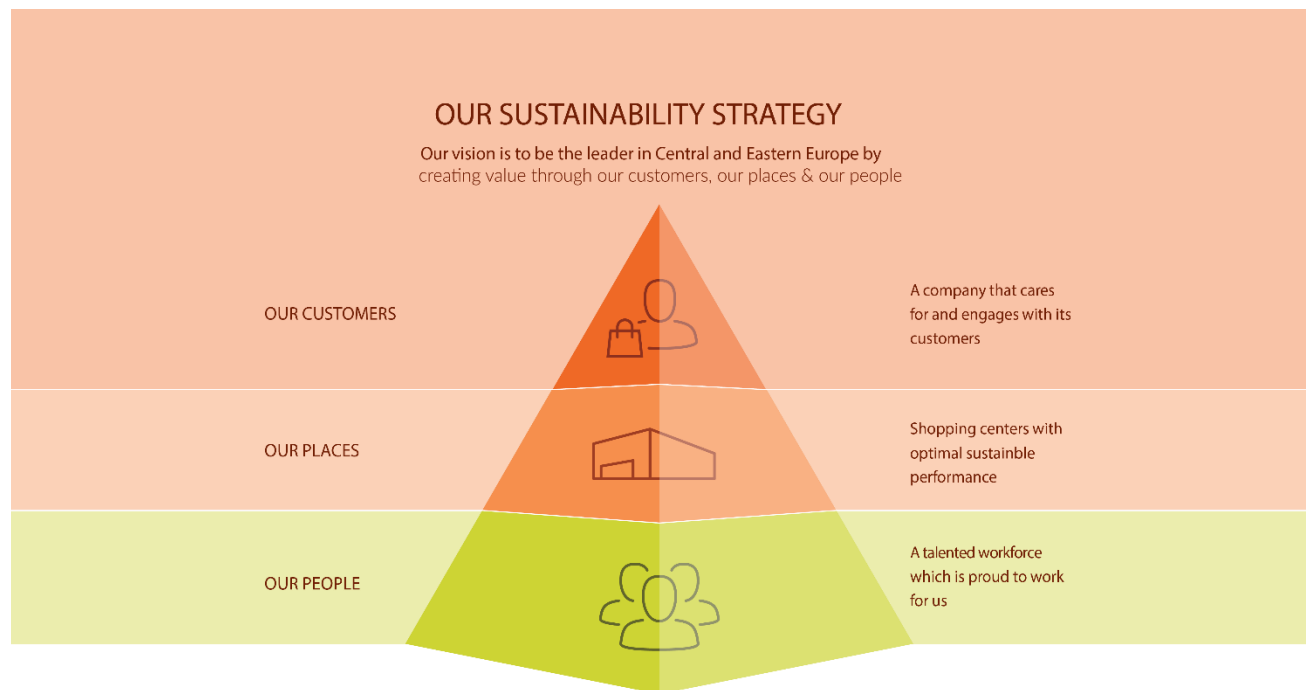 OUR SUSTAINABILITY STRATEGY
Our vision is to be the leader in Central and Eastern Europe by
creating value through our customers, our places & our people
OUR CUSTOMERS
A company that cares
for and engages with its
customers
OUR PLACES
Shopping centers with
optimal sustainble
performance
OUR PEOPLE
A talented workforce
which is proud to work
for us